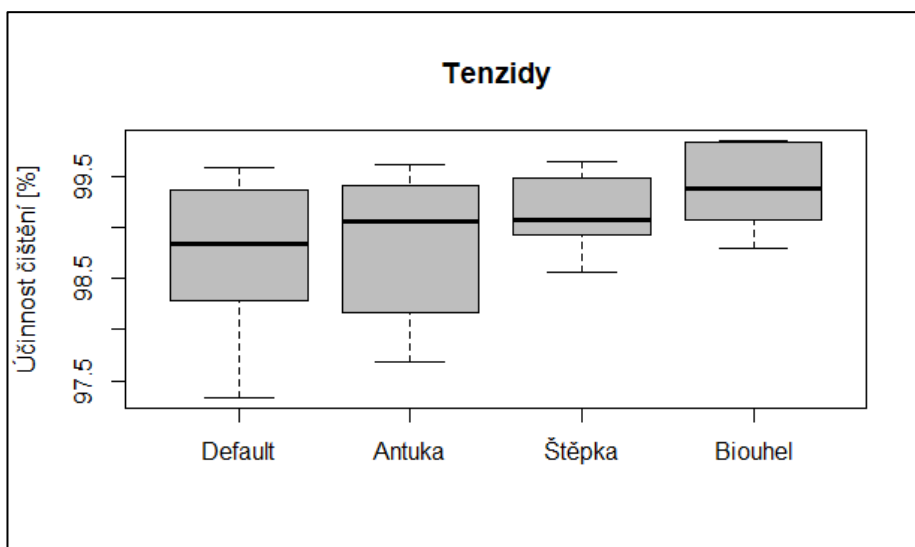 Tenzidy
Účinnost čištění [%]
99.5
98.5
97.5
Default Antuka Štěpka Biouhel